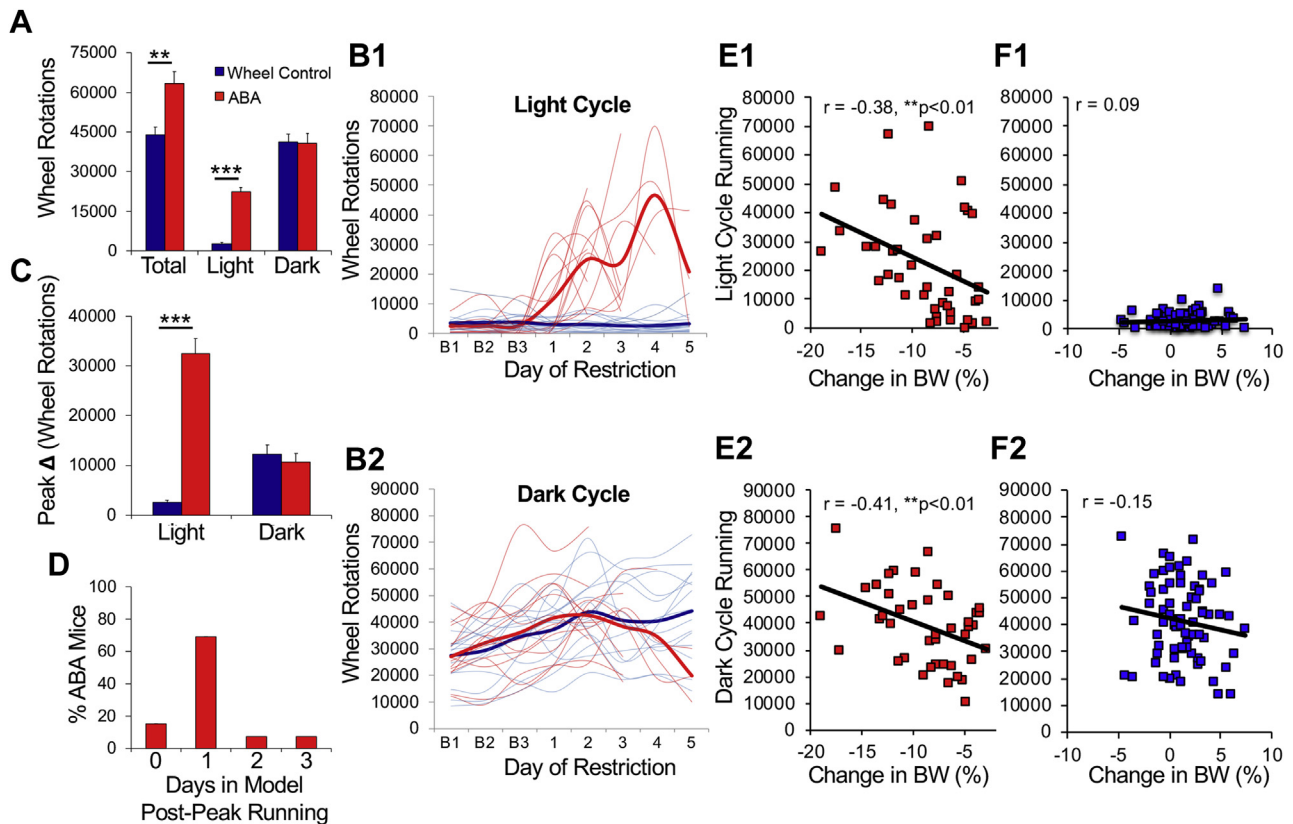 A
Wheel Rotations
75000
60000
45000
30000
15000
0
**
***
Wheel Control
ABA
Total Light Dark
B1
Light Cycle
Wheel Rotations
80000
70000
60000
50000
40000
30000
20000
10000
0
B1 B2 B3 1 2 3 4 5
Day of Restriction
E1
r = -0.38, **p<0.01
Light Cycle Running
80000
70000
60000
50000
40000
30000
20000
10000
0
-20 -15 -10 -5
Change in BW (%)
F1
r = 0.09
80000
70000
60000
50000
40000
30000
20000
10000
0
-10 -5 0 5 10
Change in BW (%)
C
Peak Δ (Wheel Rotations)
40000
30000
20000
10000
0
***
Light Dark
B2
Dark Cycle
Wheel Rotations
90000
80000
70000
60000
50000
40000
30000
20000
10000
0
B1 B2 B3 1 2 3 4 5
Day of Restriction
E2
r = -0.41, **p<0.01
Dark Cycle Running
90000
80000
70000
60000
50000
40000
30000
20000
10000
0
-20 -15 -10 -5
Change in BW (%)
F2
r = -0.15
90000
80000
70000
60000
50000
40000
30000
20000
10000
0
-10 -5 0 5 10
Change in BW (%)
D
% ABA Mice
100
80
60
40
20
0
0 1 2 3
Days in Model
Post-Peak Running